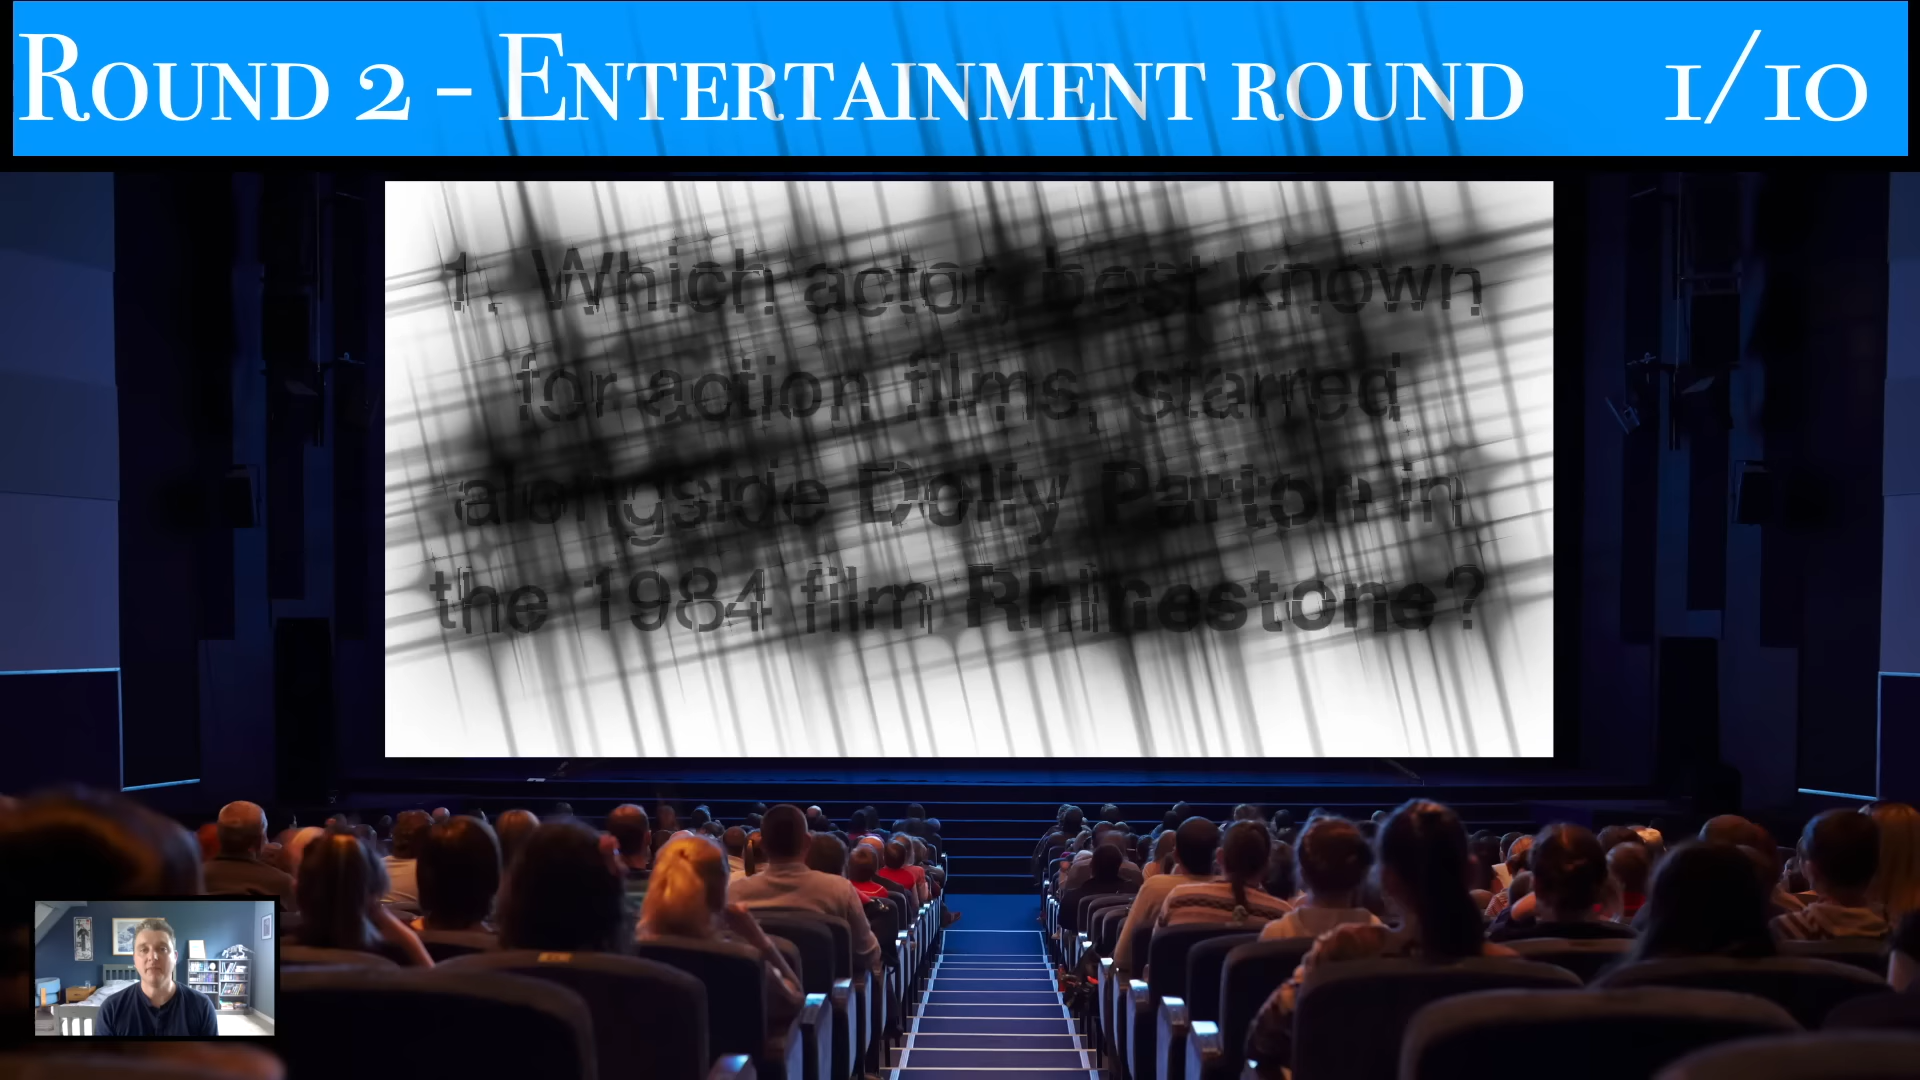 Round 2 - Entertainment round
1/10
1. Which actor, best known
for action films, starred
alongside Dolly Parton in
the 1984 film Rhinestone?